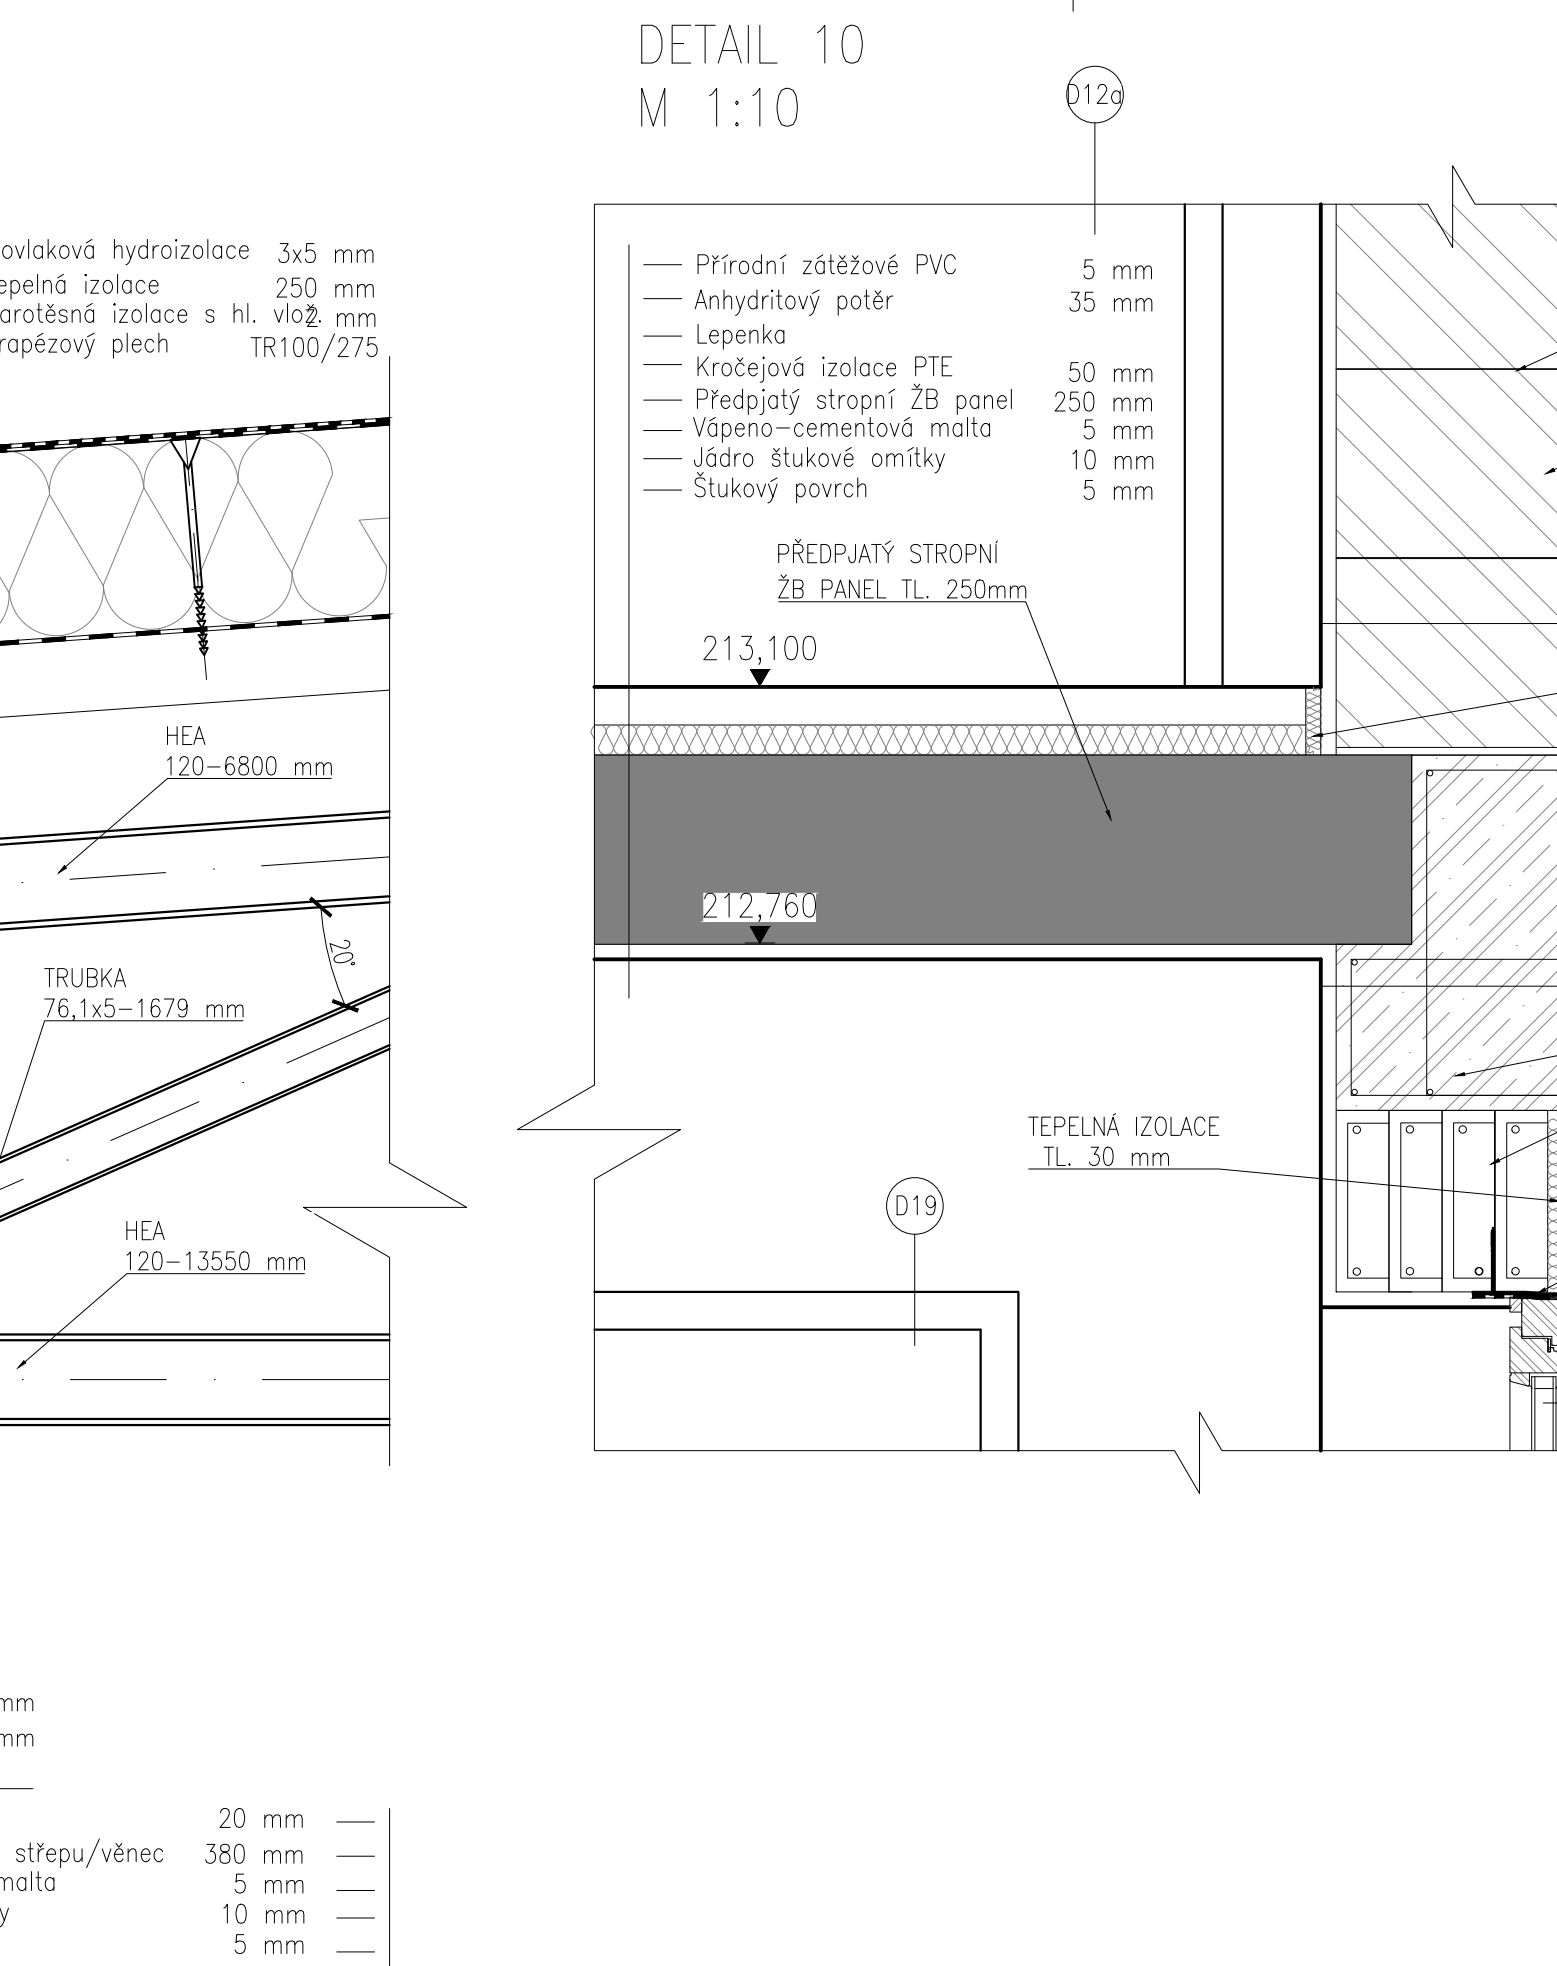 DETAIL 10
M 1:10
D12a
ovlaková hydroizolace 3x5 mm
epelná izolace 250 mm
arotěsná izolace s hl. vlož. 2 mm
rapézový plech TR100/275
Přírodní zátěžové PVC 5 mm
Anhydritový potěr 35 mm
Lepenka
Kročejová izolace PTE 50 mm
Předpjatý stropní ŽB panel 250 mm
Vápeno-cementová malta 5 mm
Jádro štukové omítky 10 mm
Štukový povrch 5 mm
PŘEDPJATÝ STROPNÍ
ŽB PANEL TL. 250mm
213,100
HEA
120-6800 mm
212,760
20°
TRUBKA
76,1x5-1679 mm
TEPELNÁ IZOLACE
TL. 30 mm
D19
HEA
120-13550 mm
mm
mm
20 mm
střepu/věnec 380 mm
malta 5 mm
y 10 mm
5 mm